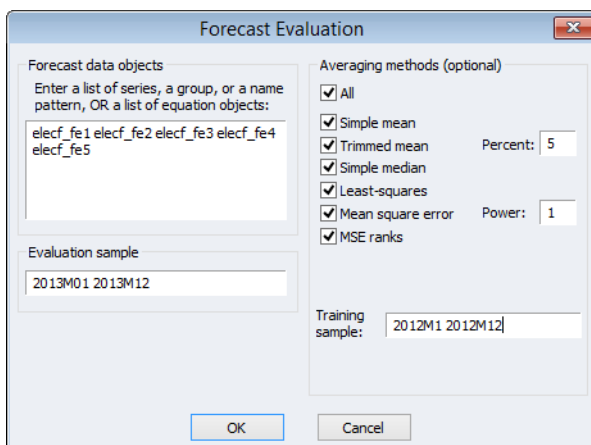 Forecast Evaluation
Forecast data objects
Enter a list of series, a group, or a name
pattern, OR a list of equation objects:
elecf_fe1 elecf_fe2 elecf_fe3 elecf_fe4
elecf_fe5
Evaluation sample
2013M01 2013M12
Averaging methods (optional)
All
Simple mean
Trimmed mean Percent: 5
Simple median
Least-squares
Mean square error Power: 1
MSE ranks
Training
sample: 2012M1 2012M12
OK Cancel